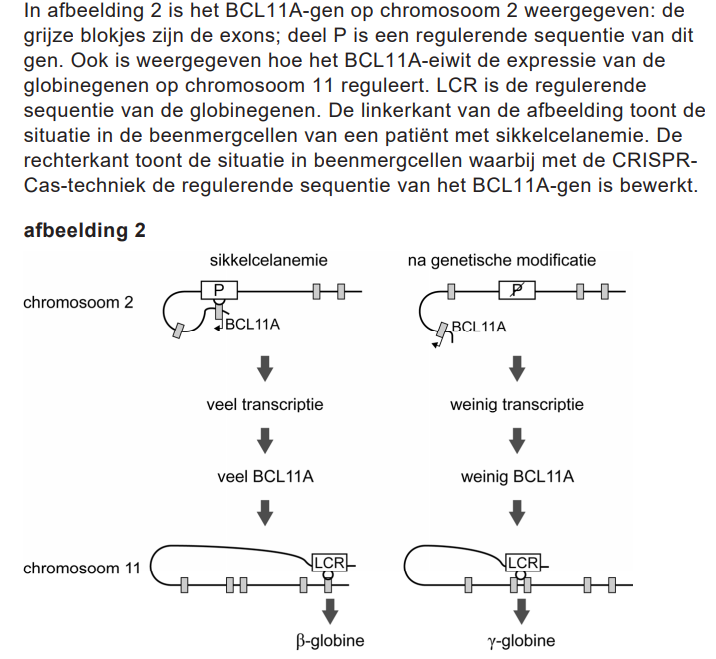 In afbeelding 2 is het BCL11A-gen op chromosoom 2 weergegeven: de
grijze blokjes zijn de exons; deel P is een regulerende sequentie van dit
gen. Ook is weergegeven hoe het BCL11A-eiwit de expressie van de
globinegenen op chromosoom 11 reguleert. LCR is de regulerende
sequentie van de globinegenen. De linkerkant van de afbeelding toont de
situatie in de beenmergcellen van een patiënt met sikkelcelanemie. De
rechterkant toont de situatie in beenmergcellen waarbij met de CRISPR-
Cas-techniek de regulerende sequentie van het BCL11A-gen is bewerkt.
afbeelding 2
sikkelcelanemie na genetische modificatie
P P
chromosoom 2
BCL11A BCL11A
veel transcriptie weinig transcriptie
veel BCL11A weinig BCL11A
LCR LCR
chromosoom 11
β-globine γ-globine